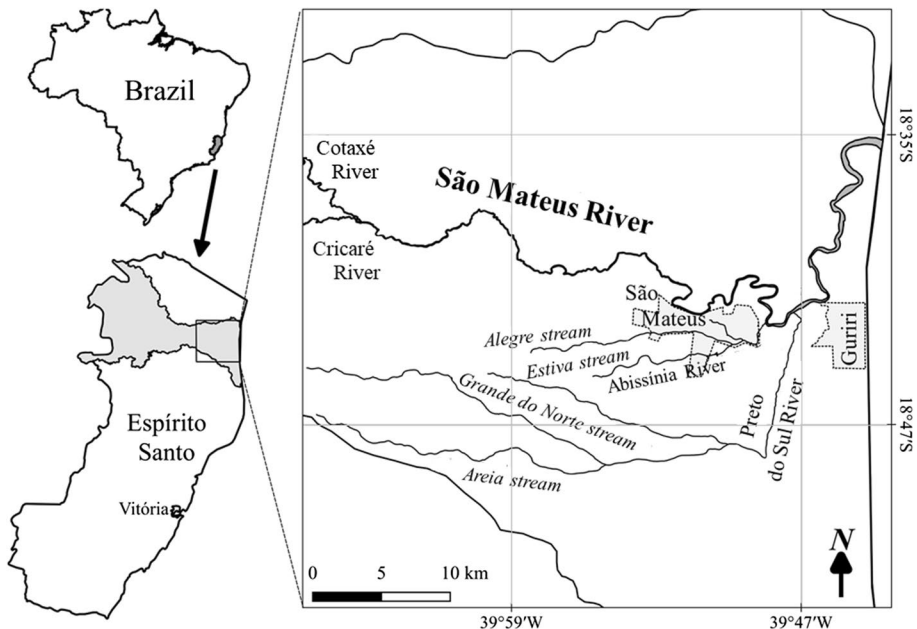 Brazil
Espírito
Santo
Vitória
Cotaxé
River
São Mateus River
Cricaré
River
São
Mateus
Guriri
Alegre stream
Estiva stream
Abissínia River
Grande do Norte stream
Preto
do Sul River
Areia stream
18°35'S
18°47'S
N
0 5 10 km
39°59'W
39°47'W